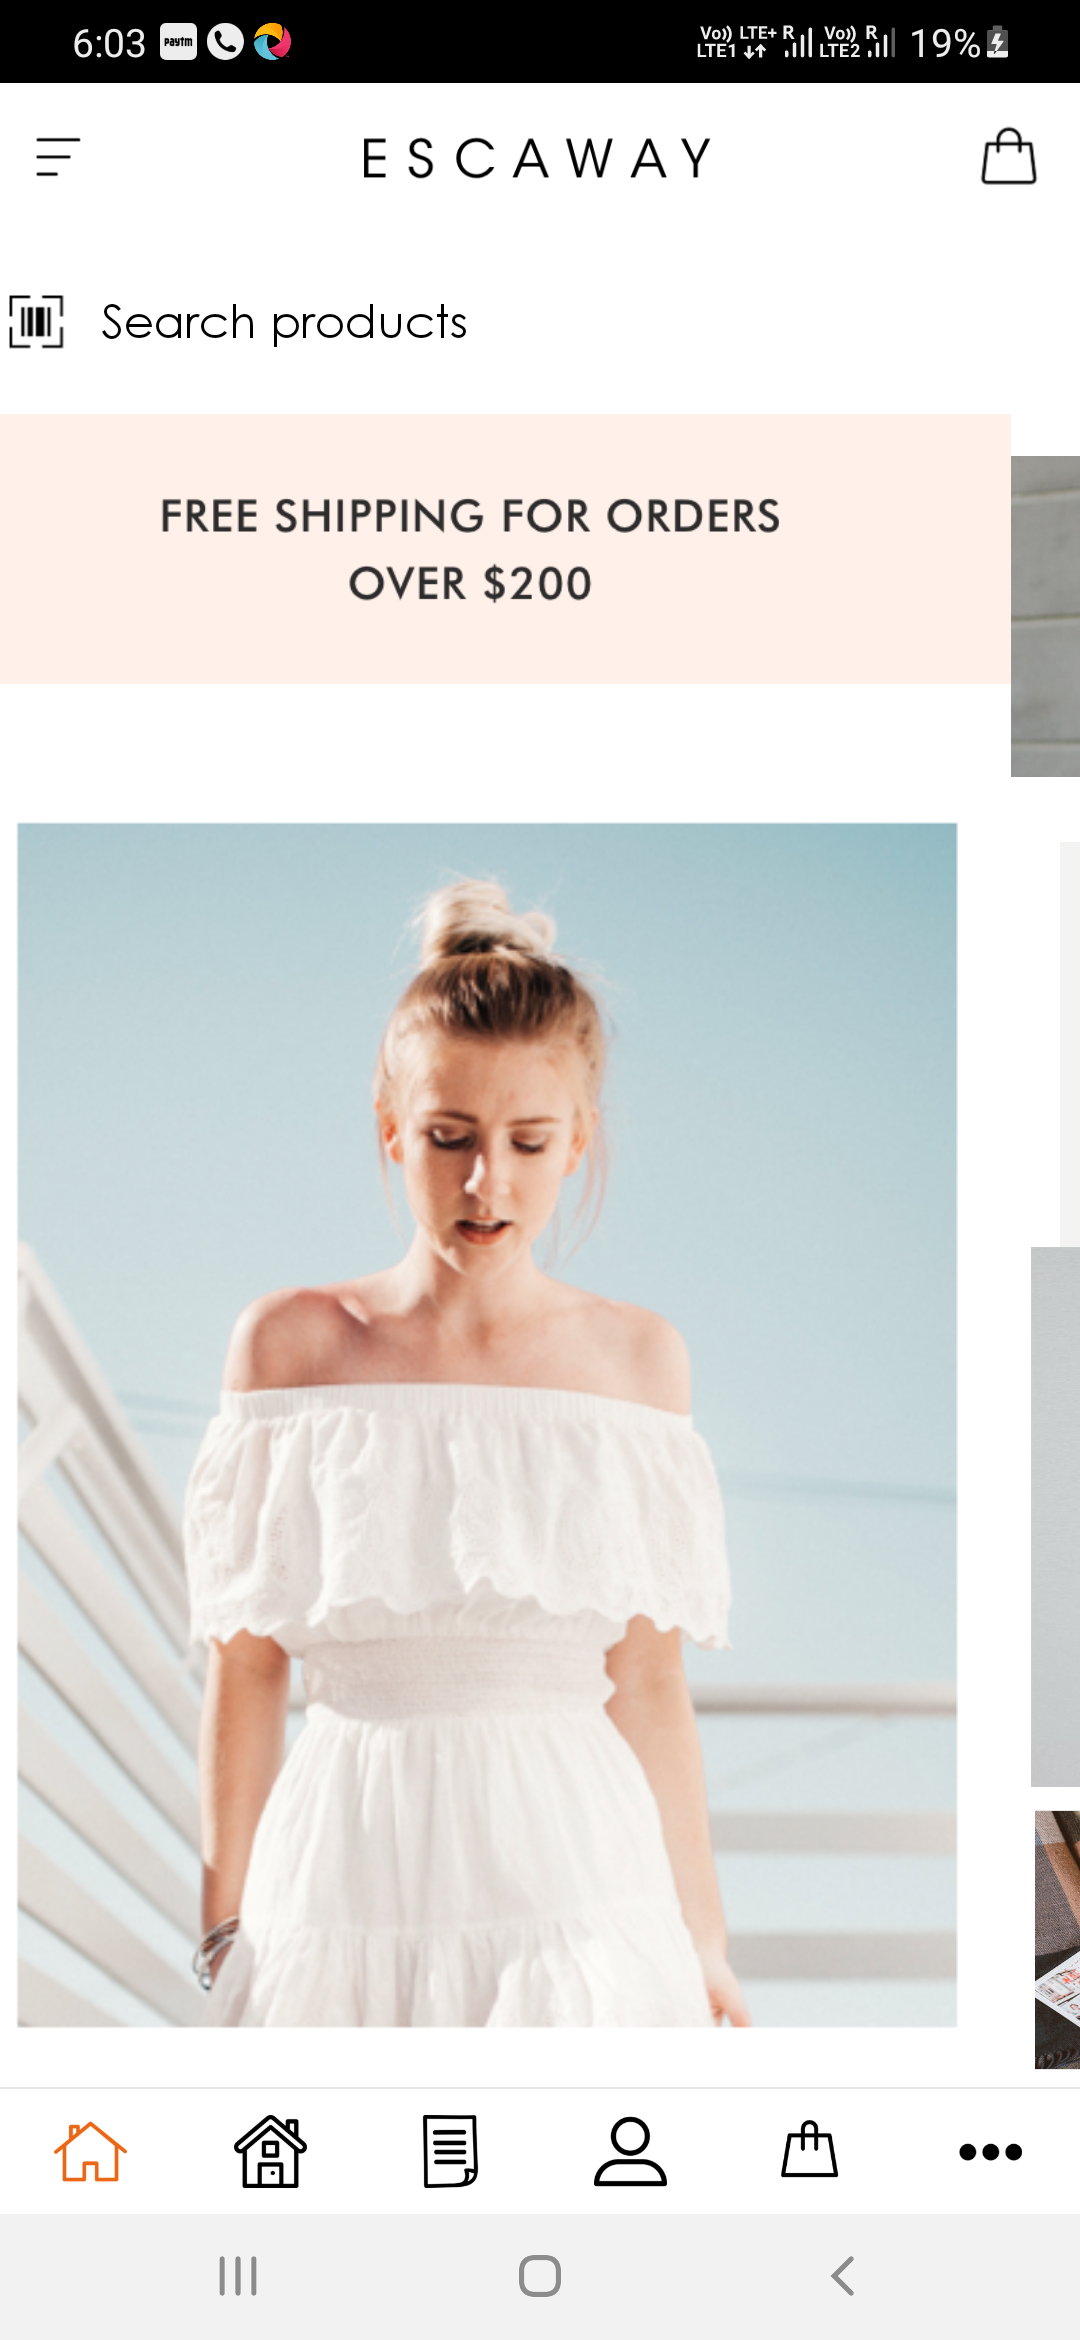 6:03 paytm Vo)) LTE+ R Vo)) R 19%
LTE1 LTE2
ESCAWAY
Search products
FREE SHIPPING FOR ORDERS
OVER $200